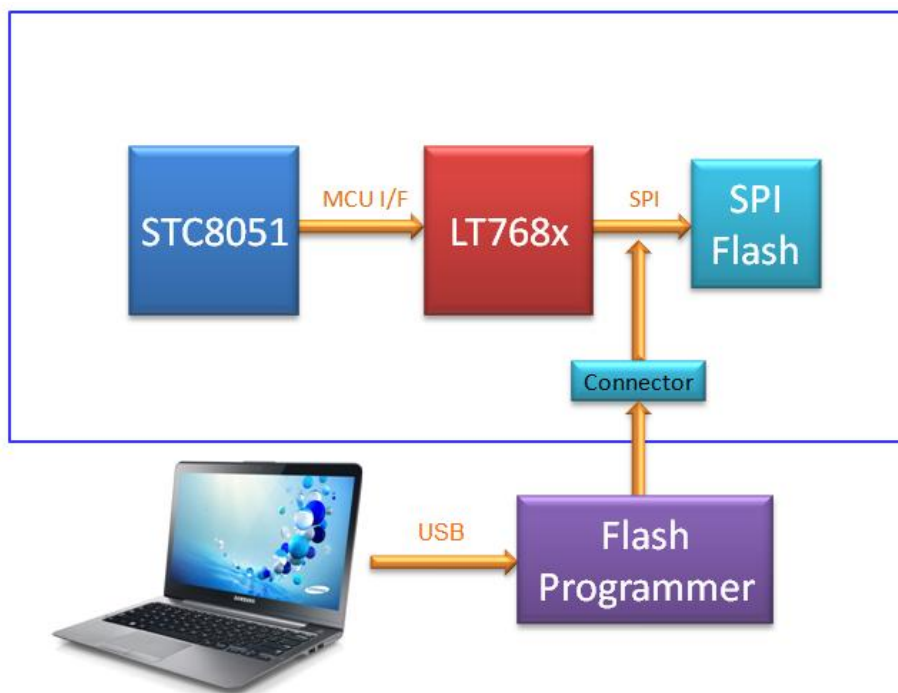 STC8051
MCU I/F
LT768x
SPI
SPI
Flash
Connector
USB
Flash
Programmer
SAMSUNG